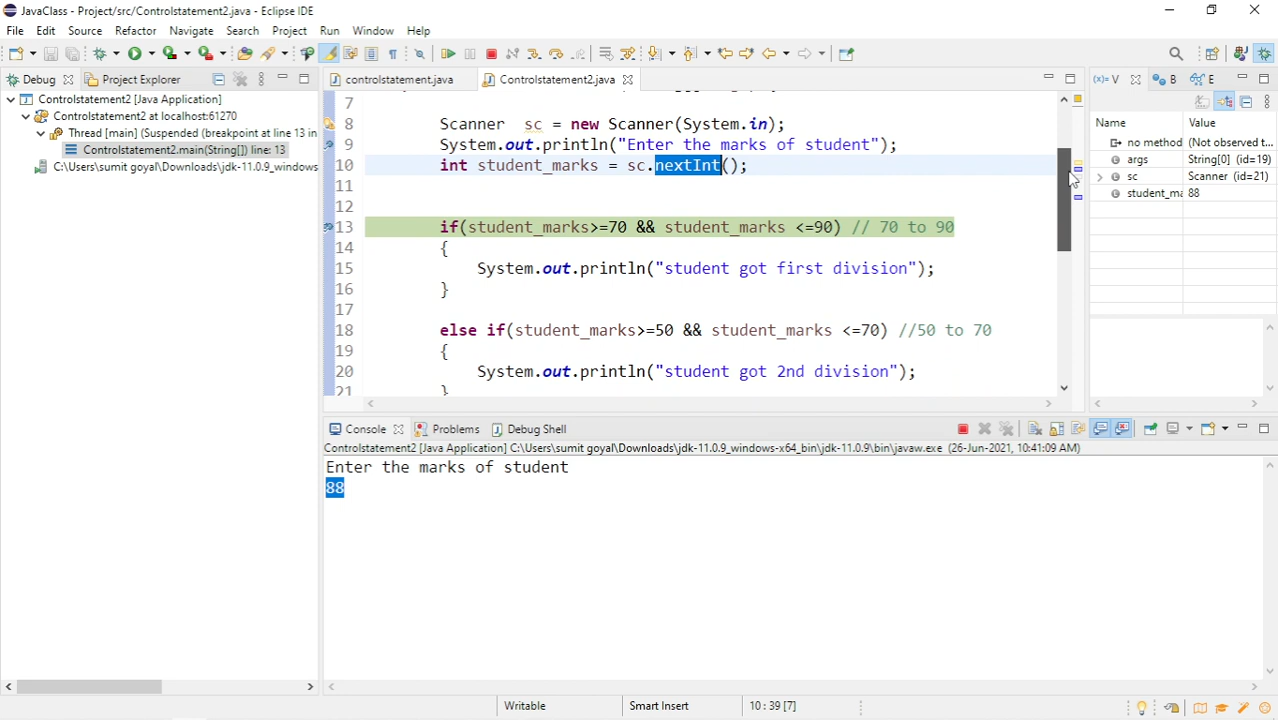 JavaClass - Project/src/Controlstatement2.java - Eclipse IDE
File Edit Source Refactor Navigate Search Project Run Window Help
Debug Project Explorer
controlstatement.java Controlstatement2.java
V B E
Controlstatement2 [Java Application]
Controlstatement2 at localhost:61270
Thread [main] (Suspended (breakpoint at line 13 in
Controlstatement2.main(String[]) line: 13
C:\Users\sumit goyal\Downloads\jdk-11.0.9_windows
7
8 Scanner sc = new Scanner(System.in);
9 System.out.println("Enter the marks of student");
10 int student_marks = sc.nextInt();
11
12
13 if(student_marks>=70 && student_marks <=90) // 70 to 90
14 {
15 System.out.println("student got first division");
16 }
17
18 else if(student_marks>=50 && student_marks <=70) //50 to 70
19 {
20 System.out.println("student got 2nd division");
21 }
Name Value
no method (Not observed t...
args String[0] (id=19)
sc Scanner (id=21)
student_ma 88
Console Problems Debug Shell
Controlstatement2 [Java Application] C:\Users\sumit goyal\Downloads\jdk-11.0.9_windows-x64_bin\jdk-11.0.9\bin\javaw.exe (26-Jun-2021, 10:41:09 AM)
Enter the marks of student
88
Writable Smart Insert 10 : 39 [7]